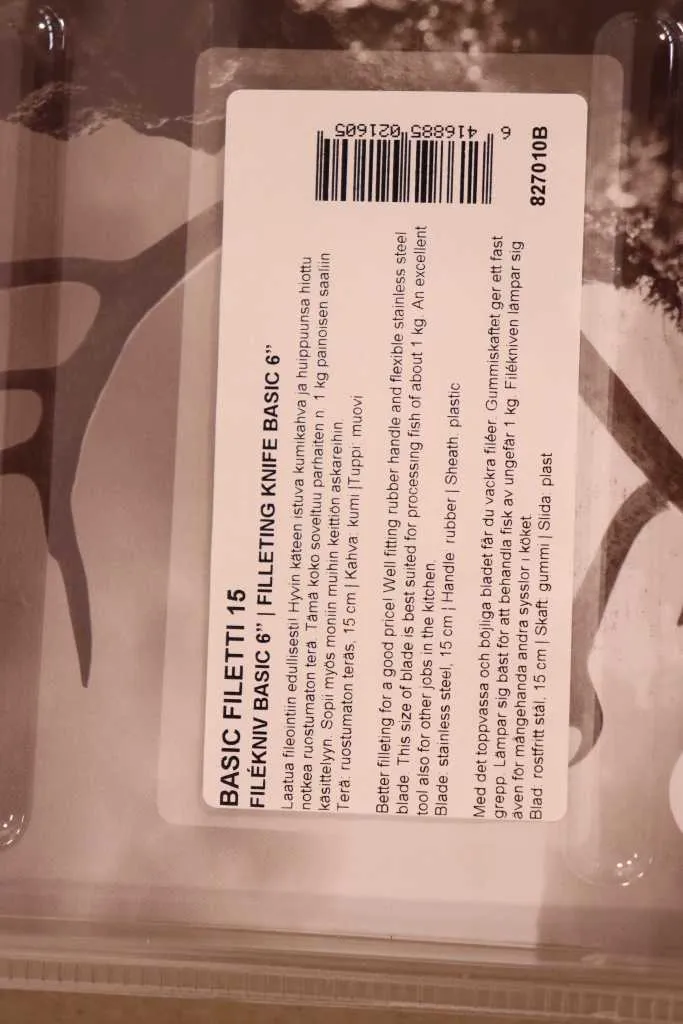 BASIC FILETTI 15
FILÉKNIV BASIC 6” | FILLETING KNIFE BASIC 6”
Laatua fileointiin edullisesti! Hyvin käteen istuva kumikahva ja huippuunsa hiottu
notkea ruostumaton terä. Tämä koko soveltuu parhaiten n. 1 kg painoisen saaliin
käsittelyyn. Sopii myös moniin muihin keittiön askareihin.
Terä: ruostumaton teräs, 15 cm | Kahva: kumi |Tuppi: muovi
Better filleting for a good price! Well fitting rubber handle and flexible stainless steel
blade. This size of blade is best suited for processing fish of about 1 kg. An excellent
tool also for other jobs in the kitchen.
Blade: stainless steel, 15 cm | Handle: rubber | Sheath: plastic
Med det toppvassa och böjliga bladet får du vackra filéer. Gummiskaftet ger ett fast
grepp. Lämpar sig bäst för att behandla fisk av ungefär 1 kg. Filékniven lämpar sig
även för mångehanda andra sysslor i köket.
Blad: rostfritt stål, 15 cm | Skaft: gummi | Slida: plast
6 416885 021605
827010B